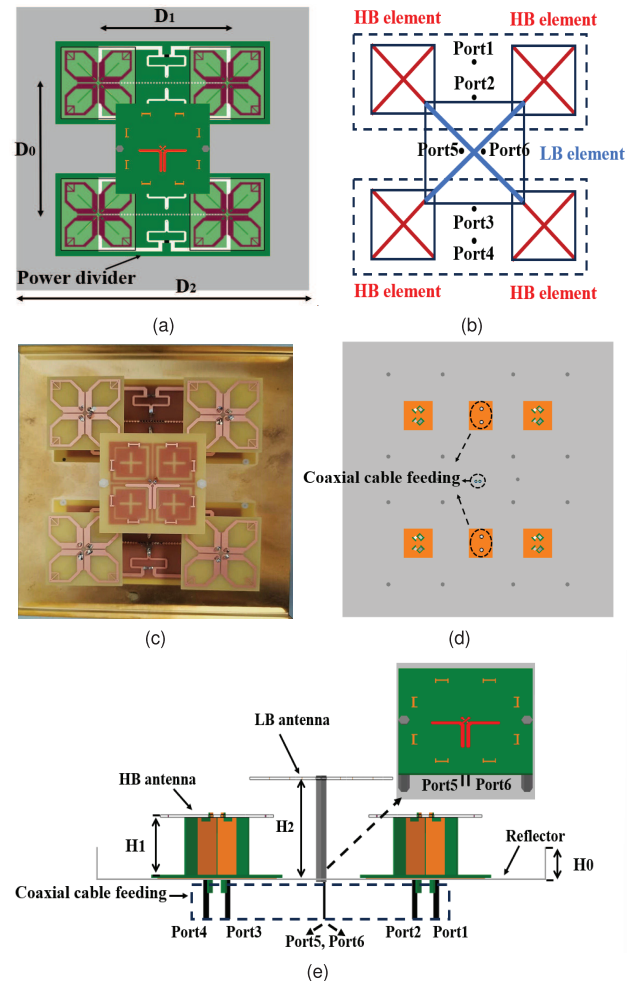 D1
D0
Power divider
D2
(a)
HB element
HB element
Port1
Port2
Port5
Port6
LB element
Port3
Port4
HB element
HB element
(b)
(c)
Coaxial cable feeding
(d)
LB antenna
HB antenna
H1
H2
Port5
Port6
Reflector
H0
Coaxial cable feeding
Port4
Port3
Port5, Port6
Port2
Port1
(e)